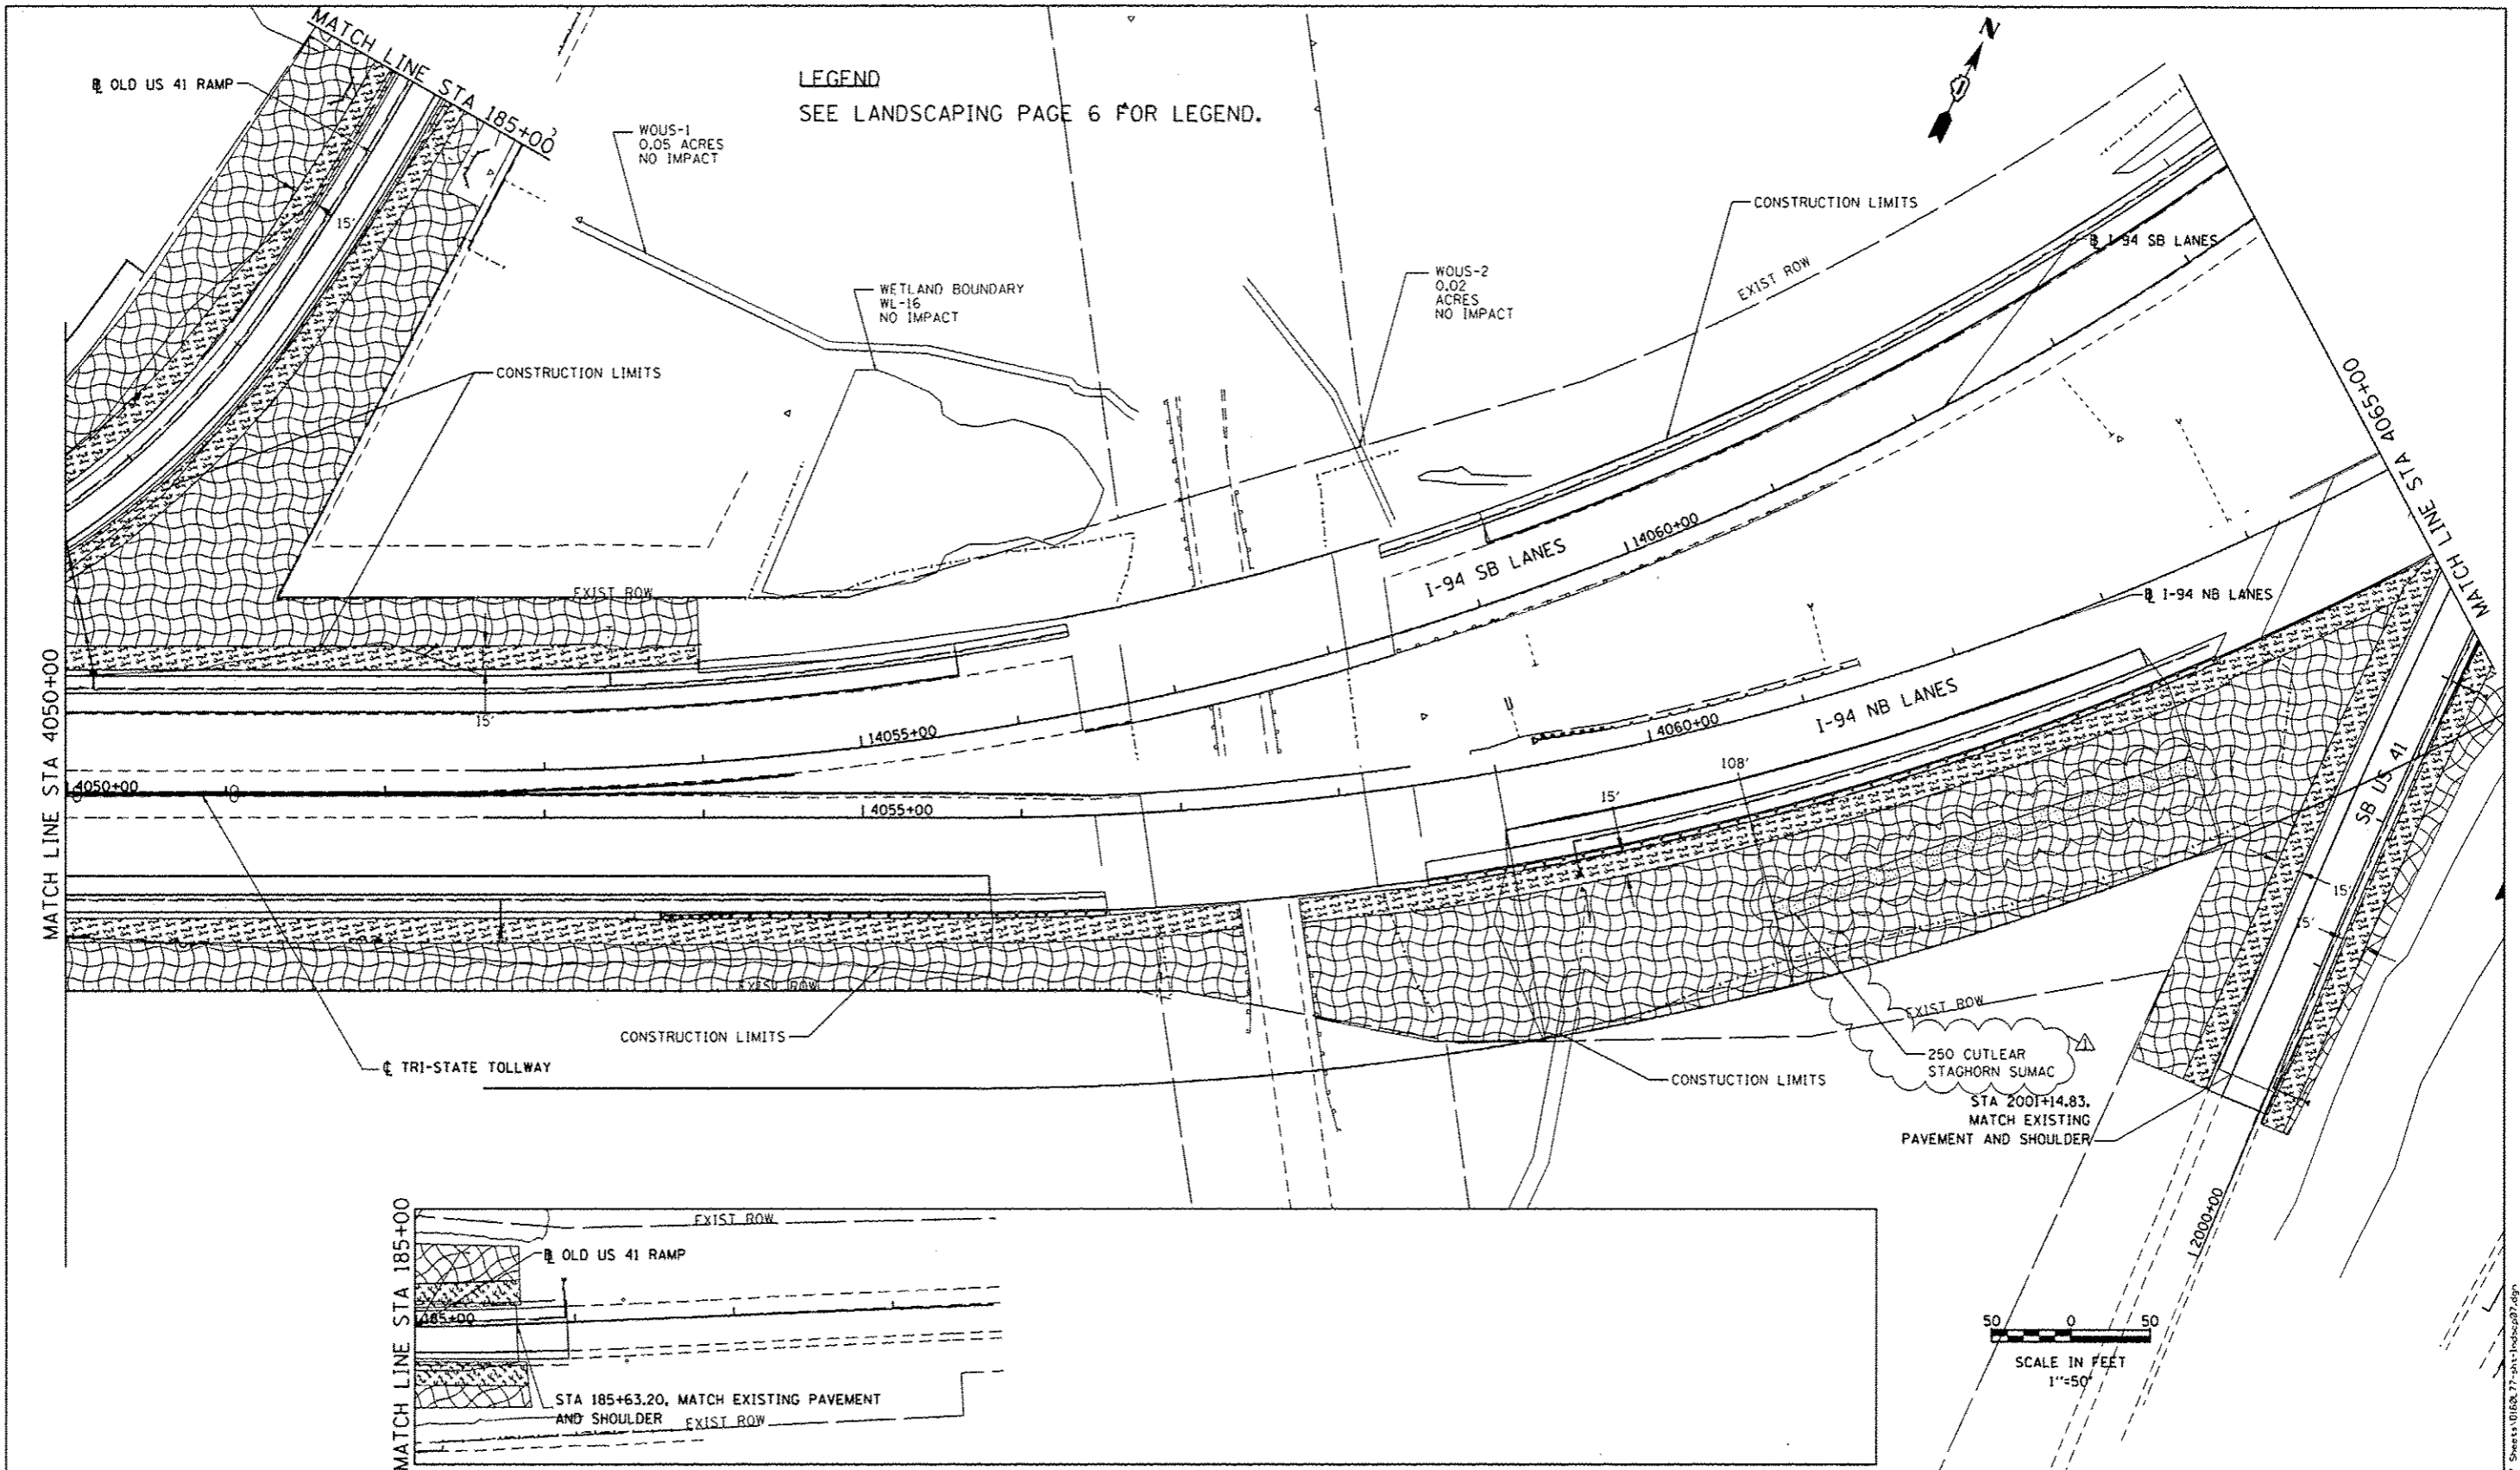 MATCH LINE STA 185+00
℄ OLD US 41 RAMP
LEGEND
SEE LANDSCAPING PAGE 6 FOR LEGEND.
N
WOUS-1
0.05 ACRES
NO IMPACT
15'
CONSTRUCTION LIMITS
℄ I-94 SB LANES
EXIST ROW
WOUS-2
0.02
ACRES
NO IMPACT
WETLAND BOUNDARY
WL-16
NO IMPACT
CONSTRUCTION LIMITS
MATCH LINE STA 4065+00
I-94 SB LANES
14060+00
EXIST ROW
℄ I-94 NB LANES
MATCH LINE STA 4050+00
15'
14055+00
I-94 NB LANES
4060+00
108'
15'
4050+00
4055+00
SB US 41
15'
15'
EXIST ROW
EXIST ROW
CONSTRUCTION LIMITS
℄ TRI-STATE TOLLWAY
250 CUTLEAR
STAGHORN SUMAC
1
CONSTUCTION LIMITS
STA 2001+14.83,
MATCH EXISTING
PAVEMENT AND SHOULDER
2000+00
MATCH LINE STA 185+00
EXIST ROW
℄ OLD US 41 RAMP
185+00
STA 185+63.20, MATCH EXISTING PAVEMENT
AND SHOULDER
EXIST ROW
50 0 50
SCALE IN FEET
1"=50'